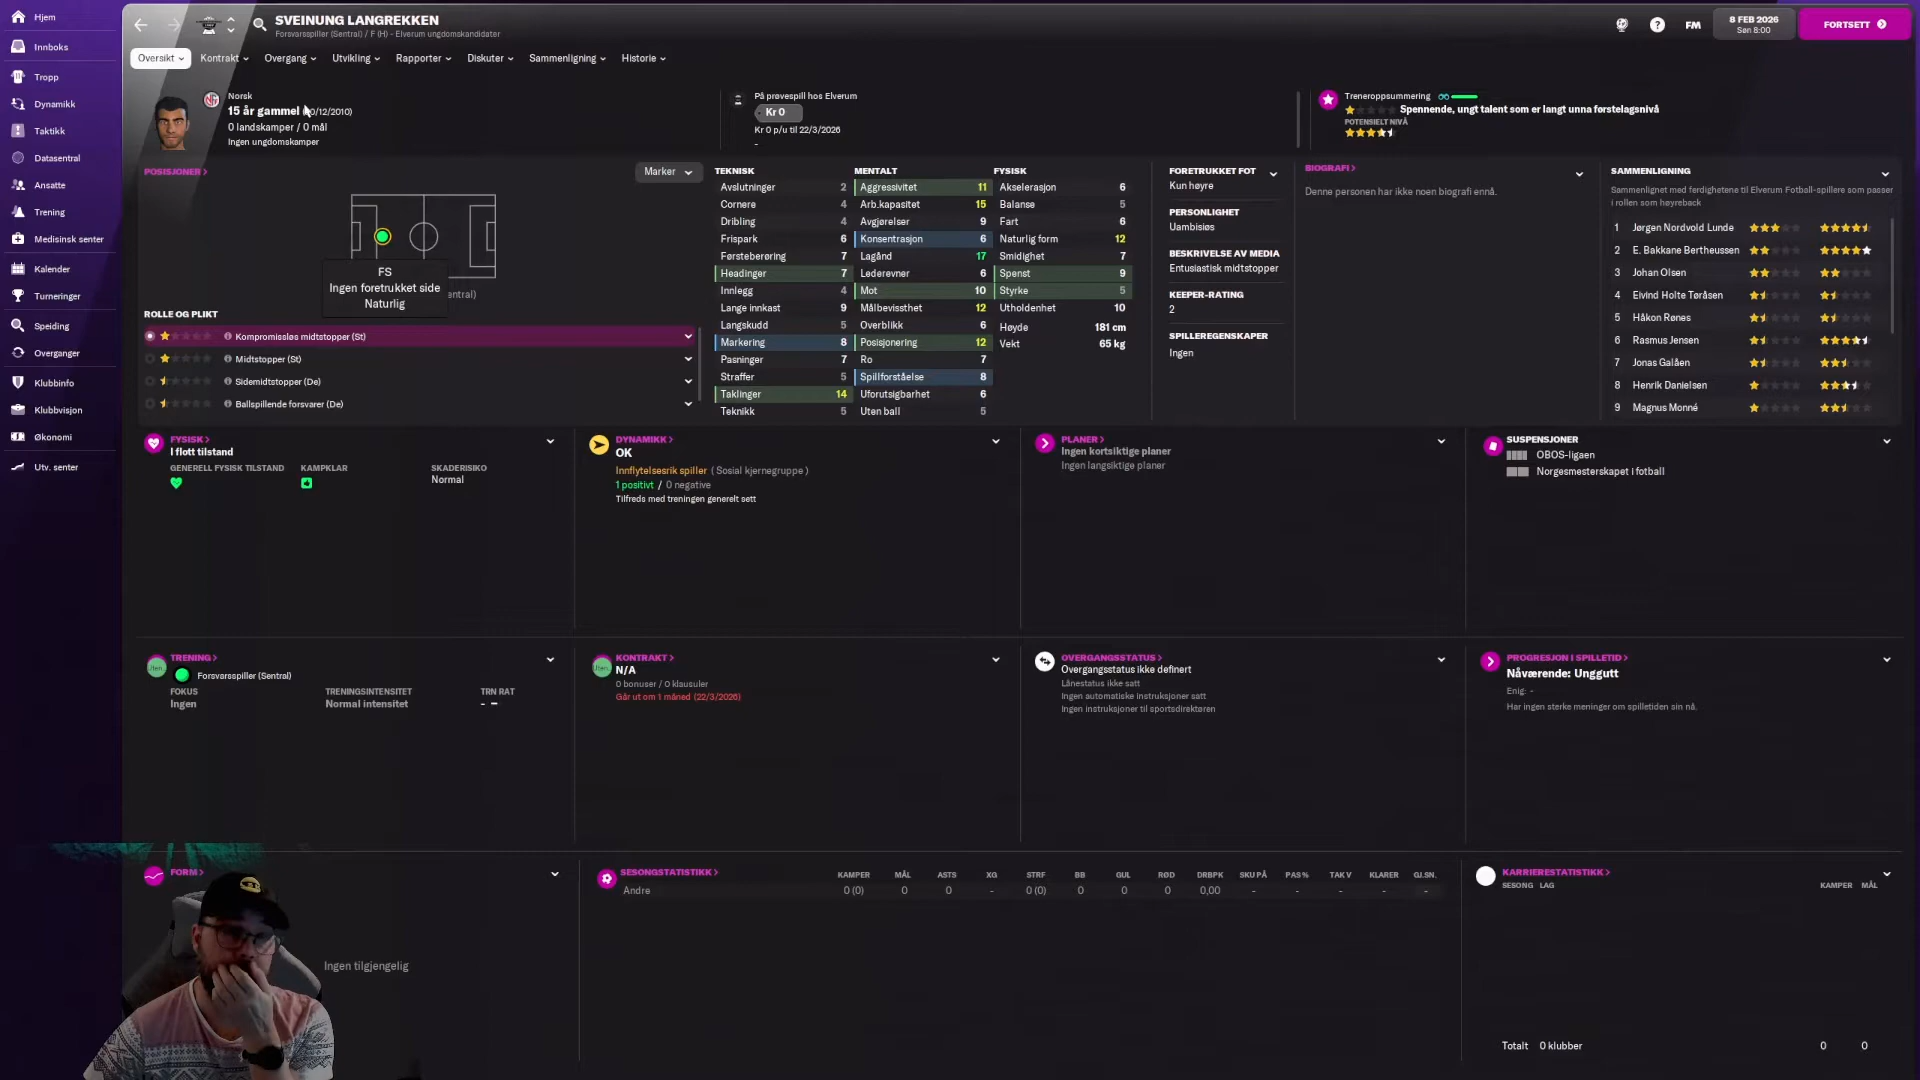 Hjem
Innboks
Tropp
Dynamikk
Taktikk
Datasentral
Ansatte
Trening
Medisinsk senter
Kalender
Turneringer
Speiding
Overganger
Klubbinfo
Klubbvisjon
Økonomi
Utv. senter
SVEINUNG LANGREKKEN
Forsvarsspiller (Sentral) / F (H) - Elverum ungdomskandidater
FM
8 FEB 2026
Søn 8:00
FORTSETT
Oversikt Kontrakt Overgang Utvikling Rapporter Diskuter Sammenligning Historie
Norsk
15 år gammel
0/12/2010)
0 landskamper / 0 mål
Ingen ungdomskamper
På prøvespill hos Elverum
Kr 0
Kr 0 p/u til 22/3/2026
-
Treneroppsummering
Spennende, ungt talent som er langt unna førstelagsnivå
POTENSIELT NIVÅ
POSISJONER
Marker
FS
Ingen foretrukket side
Naturlig
entral)
ROLLE OG PLIKT
Kompromissløs midtstopper (St)
Midtstopper (St)
Sidemidtstopper (De)
Ballspillende forsvarer (De)
TEKNISK
Avslutninger 2
Cornere 4
Dribling 4
Frispark 6
Førsteberøring 7
Headinger 7
Innlegg 4
Lange innkast 9
Langskudd 5
Markering 8
Pasninger 7
Straffer 5
Taklinger 14
Teknikk 5
MENTALT
Aggressivitet 11
Arb.kapasitet 15
Avgjørelser 9
Konsentrasjon 6
Lagånd 17
Lederevner 6
Mot 10
Målbevissthet 12
Overblikk 6
Posisjonering 12
Ro 7
Spillforståelse 8
Uforutsigbarhet 6
Uten ball 5
FYSISK
Akselerasjon 6
Balanse 5
Fart 6
Naturlig form 12
Smidighet 7
Spenst 9
Styrke 5
Utholdenhet 10
Høyde 181 cm
Vekt 65 kg
FORETRUKKET FOT
Kun høyre
PERSONLIGHET
Uambisiøs
BESKRIVELSE AV MEDIA
Entusiastisk midtstopper
KEEPER-RATING
2
SPILLEREGENSKAPER
Ingen
BIOGRAFI
Denne personen har ikke noen biografi ennå.
SAMMENLIGNING
Sammenlignet med ferdighetene til Elverum Fotball-spillere som passer
i rollen som høyreback
1 Jørgen Nordvold Lunde
2 E. Bakkane Bertheussen
3 Johan Olsen
4 Eivind Holte Tøråsen
5 Håkon Rønes
6 Rasmus Jensen
7 Jonas Galåen
8 Henrik Danielsen
9 Magnus Monné
FYSISK
I flott tilstand
GENERELL FYSISK TILSTAND KAMPKLAR SKADERISIKO
Normal
DYNAMIKK
OK
Innflytelsesrik spiller ( Sosial kjernegruppe )
1 positivt / 0 negative
Tilfreds med treningen generelt sett
PLANER
Ingen kortsiktige planer
Ingen langsiktige planer
SUSPENSJONER
OBOS-ligaen
Norgesmesterskapet i fotball
TRENING
Forsvarsspiller (Sentral)
FOKUS TRENINGSINTENSITET TRN RAT
Ingen Normal intensitet - –
KONTRAKT
N/A
0 bonuser / 0 klausuler
Går ut om 1 måned (22/3/2026)
OVERGANGSSTATUS
Overgangsstatus ikke definert
Lånestatus ikke satt
Ingen automatiske instruksjoner satt
Ingen instruksjoner til sportsdirektøren
PROGRESJON I SPILLETID
Nåværende: Unggutt
Enig: -
Har ingen sterke meninger om spilletiden sin nå.
FORM
Ingen tilgjengelig
SESONGSTATISTIKK KAMPER MÅL ASTS XG STRF BB GUL RØD DRBPK SKU PÅ PAS % TAK V KLARER GJ.SN.
Andre 0 (0) 0 0 - 0 (0) 0 0 0 0,00 - - - - -
KARRIERESTATISTIKK
SESONG LAG KAMPER MÅL
Totalt 0 klubber 0 0